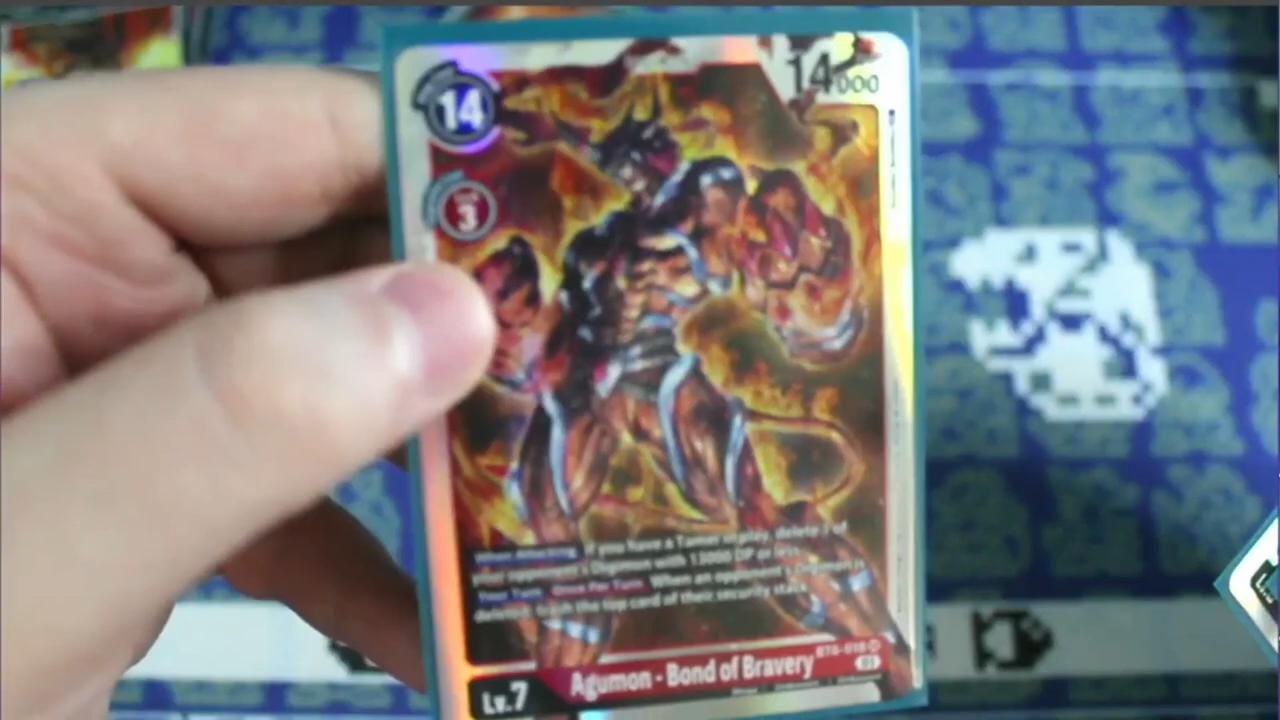 14
14000
3
When Attacking If you have a Tamer in play, delete 1 of
your opponent's Digimon with 13000 DP or less.
Your Turn Once Per Turn When an opponent's Digimon is
deleted, trash the top card of their security stack.
BT6-018
Agumon - Bond of Bravery
Lv.7